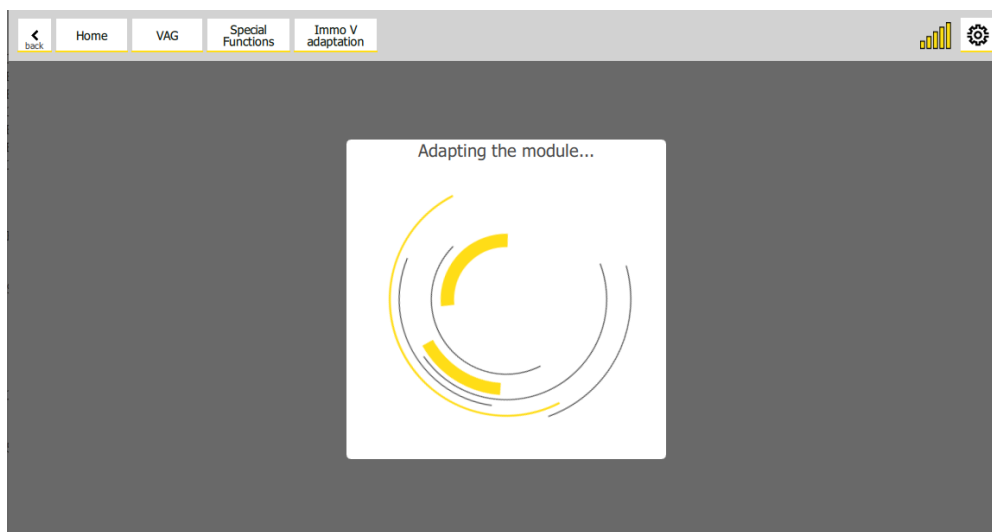 back
Home
VAG
Special
Functions
Immo V
adaptation
Adapting the module...